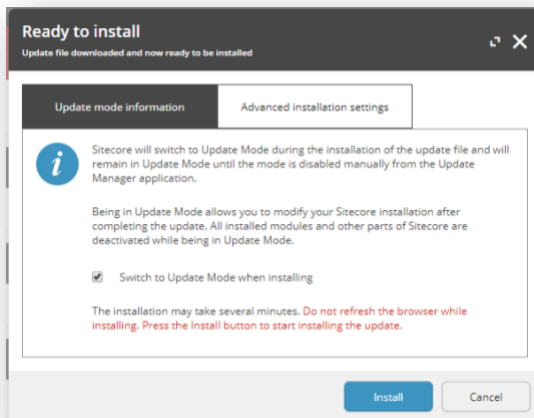 Ready to install
Update file downloaded and now ready to be installed
Update mode information
Advanced installation settings
Sitecore will switch to Update Mode during the installation of the update file and will
remain in Update Mode until the mode is disabled manually from the Update
Manager application.
Being in Update Mode allows you to modify your Sitecore installation after
completing the update. All installed modules and other parts of Sitecore are
deactivated while being in Update Mode.
Switch to Update Mode when installing
The installation may take several minutes. Do not refresh the browser while
installing. Press the Install button to start installing the update.
Install
Cancel